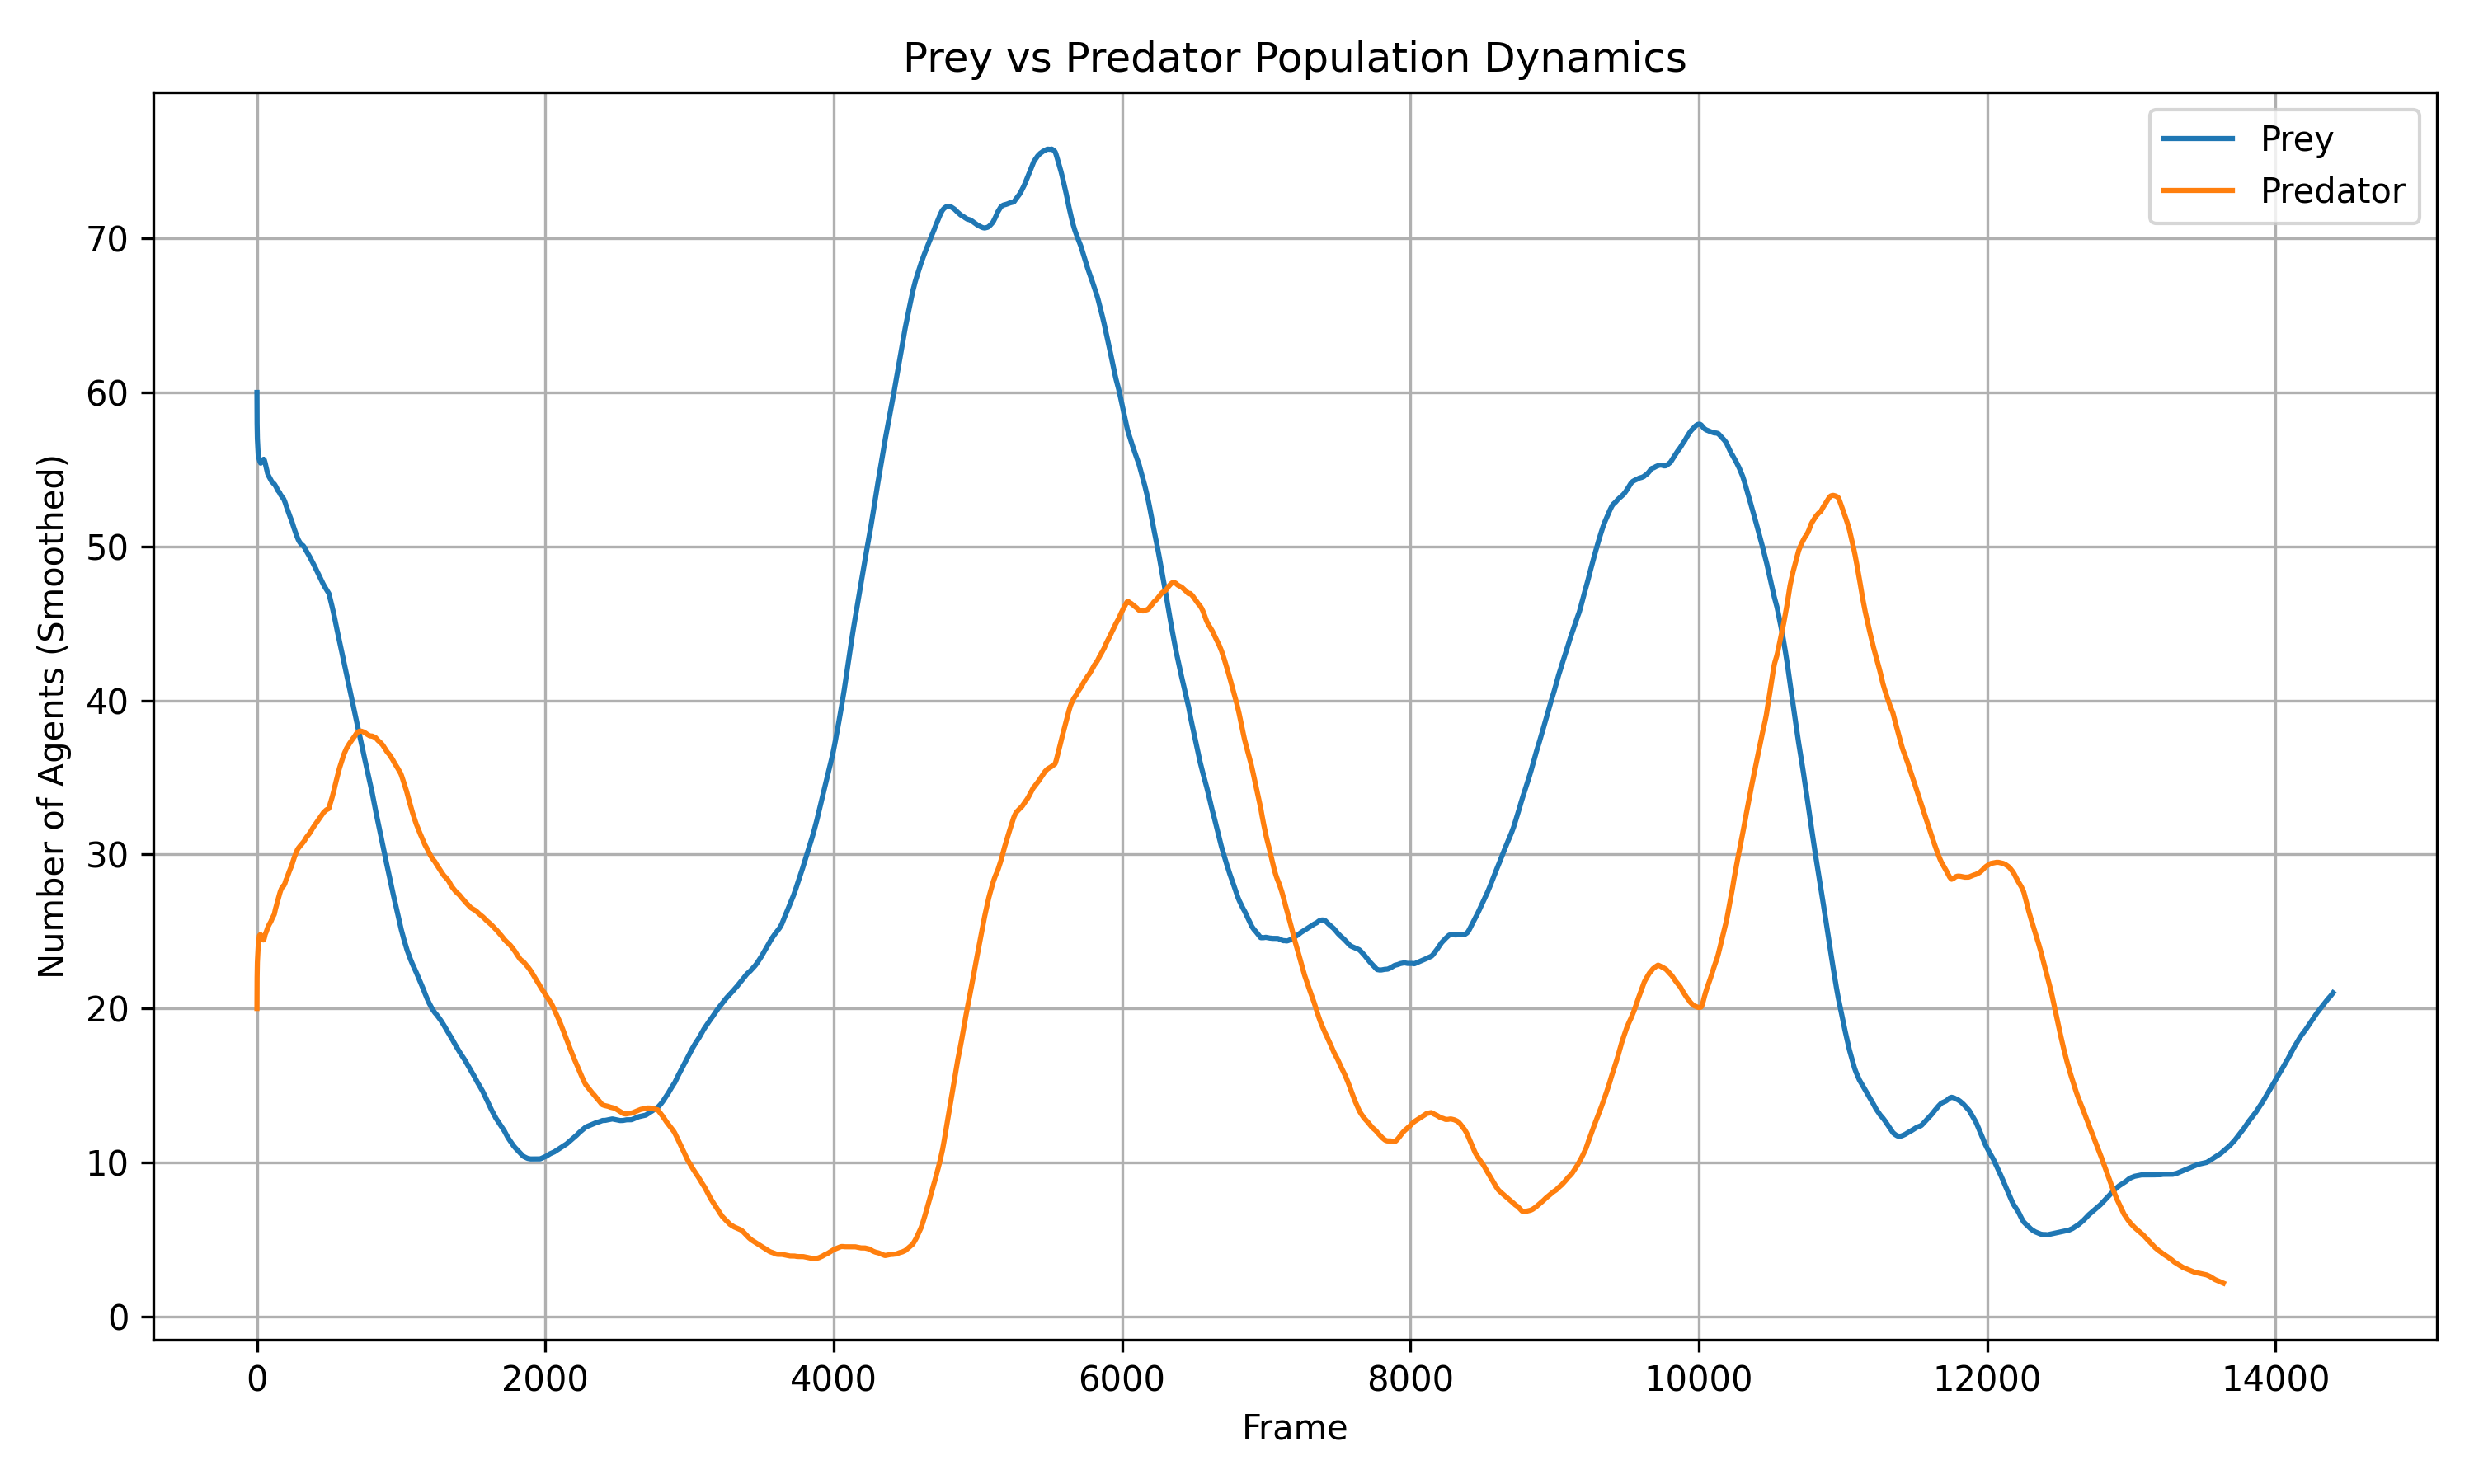 Prey vs Predator Population Dynamics
Prey
Predator
Number of Agents (Smoothed)
70
60
50
40
30
20
10
0
0 2000 4000 6000 8000 10000 12000 14000
Frame